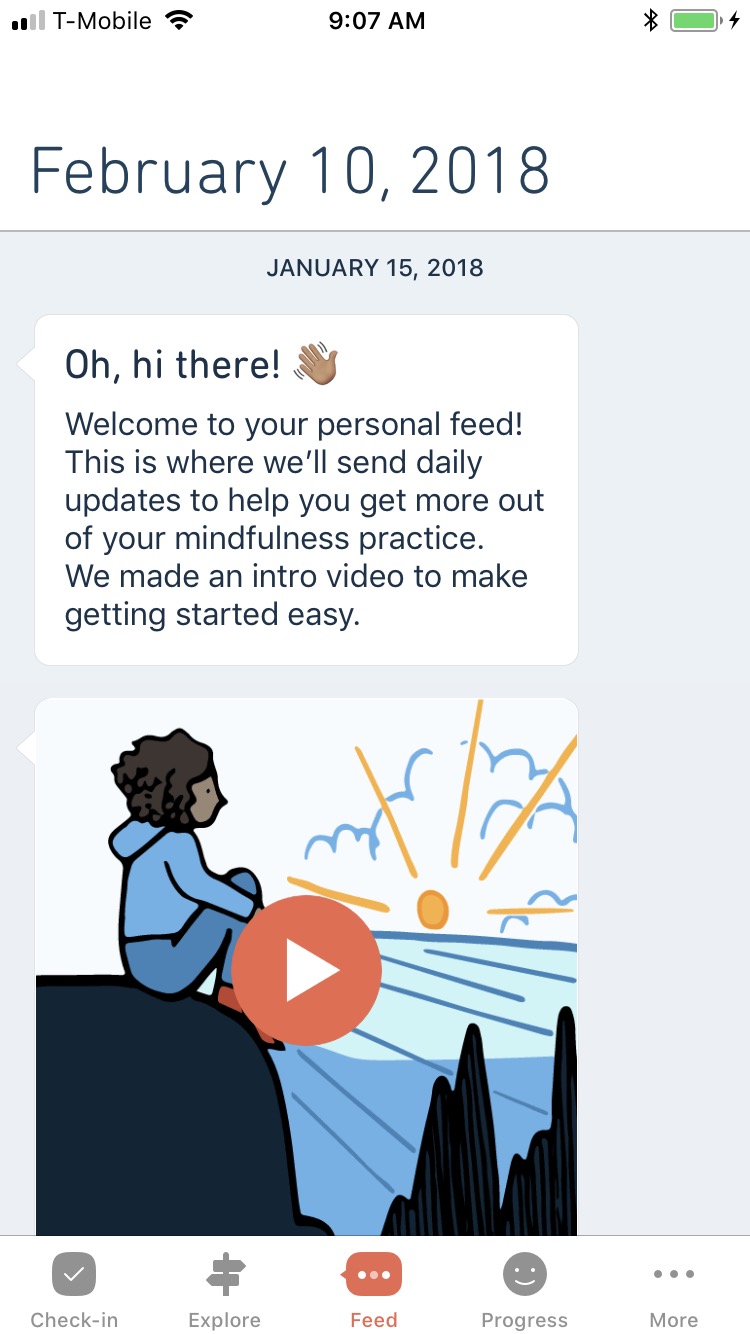 T-Mobile 9:07 AM
February 10, 2018
JANUARY 15, 2018
Oh, hi there! 👋🏽
Welcome to your personal feed!
This is where we’ll send daily
updates to help you get more out
of your mindfulness practice.
We made an intro video to make
getting started easy.
Check-in Explore Feed Progress More